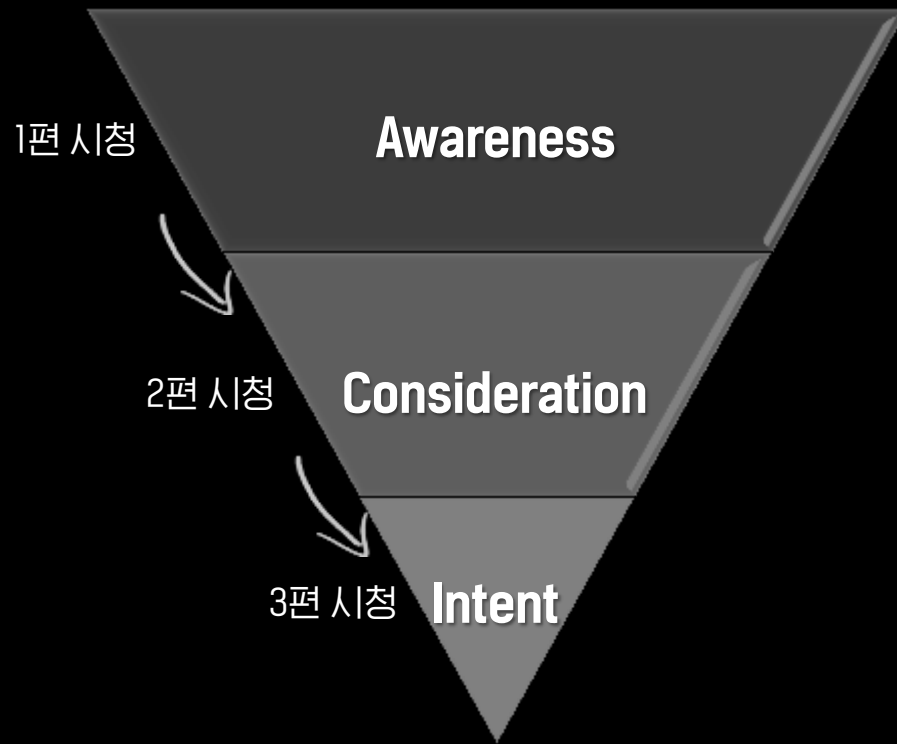 1편 시청
Awareness
2편 시청
Consideration
3편 시청
Intent